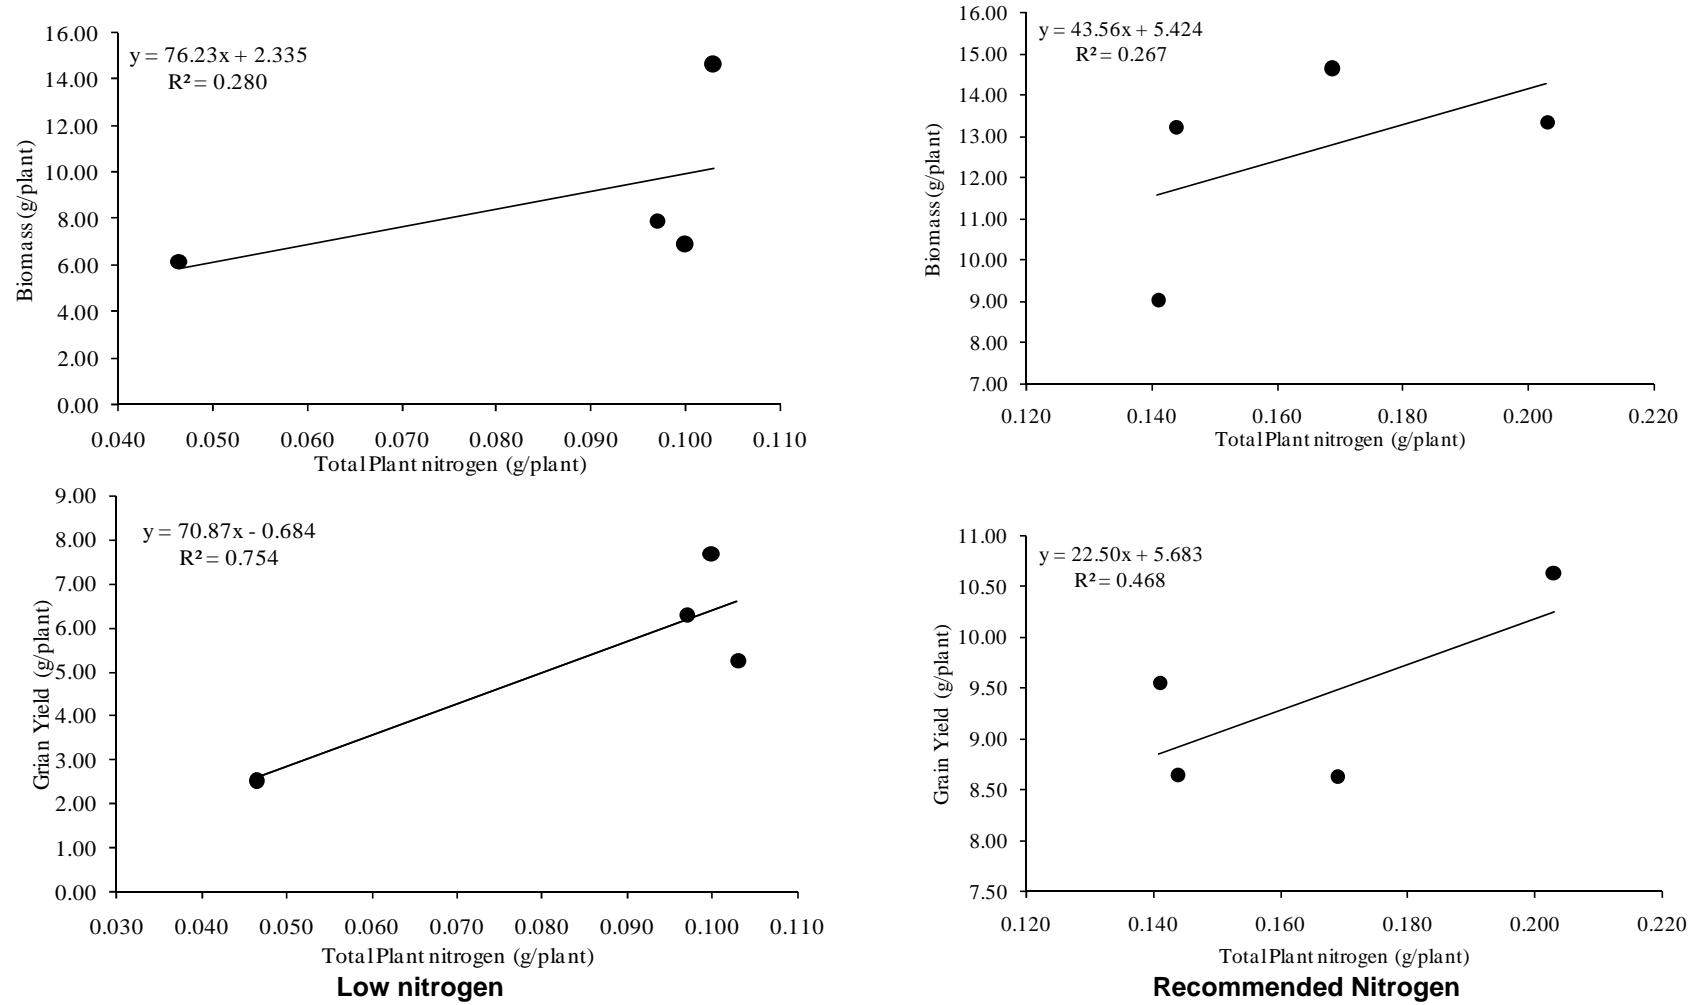 16.00
14.00
12.00
10.00
8.00
6.00
4.00
2.00
0.00
y = 76.23x + 2.335
R² = 0.280
Biomass (g/plant)
0.040 0.050 0.060 0.070 0.080 0.090 0.100 0.110
Total Plant nitrogen (g/plant)
16.00
15.00
14.00
13.00
12.00
11.00
10.00
9.00
8.00
7.00
y = 43.56x + 5.424
R² = 0.267
Biomass (g/plant)
0.120 0.140 0.160 0.180 0.200 0.220
Total Plant nitrogen (g/plant)
9.00
8.00
7.00
6.00
5.00
4.00
3.00
2.00
1.00
0.00
y = 70.87x - 0.684
R² = 0.754
Grian Yield (g/plant)
0.030 0.040 0.050 0.060 0.070 0.080 0.090 0.100 0.110
Total Plant nitrogen (g/plant)
Low nitrogen
11.00
10.50
10.00
9.50
9.00
8.50
8.00
7.50
y = 22.50x + 5.683
R² = 0.468
Grain Yield (g/plant)
0.120 0.140 0.160 0.180 0.200 0.220
Total Plant nitrogen (g/plant)
Recommended Nitrogen